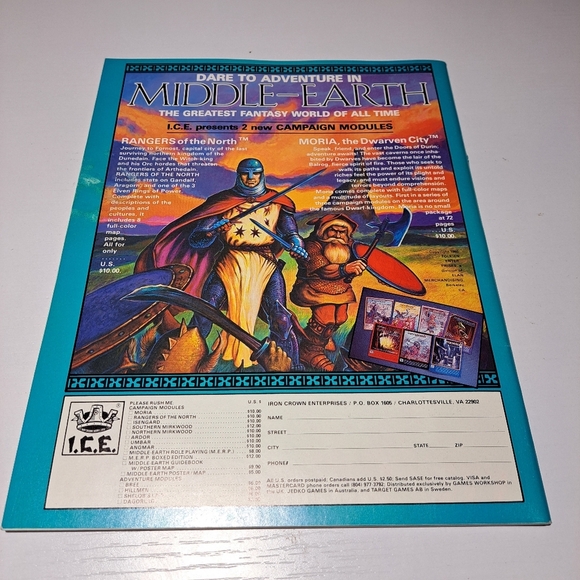 DARE TO ADVENTURE IN
MIDDLE-EARTH
THE GREATEST FANTASY WORLD OF ALL TIME
I.C.E. presents 2 new CAMPAIGN MODULES
RANGERS of the North™
Journey to Fornost, capital city of the last
surviving northern kingdom of the
Dunedain. Face the Witch-king
and his Orc hordes that threaten
the frontiers of Arthedain.
RANGERS OF THE NORTH
includes stats on Gandalf,
Aragorn, and one of the 3
Elven Rings of Power.
Complete with
descriptions of the
peoples and
cultures, it
includes 8
full-color
map
pages.
All for
only
U.S.
$10.00.
MORIA, the Dwarven City™
Speak, friend, and enter the Doors of Durin;
adventure awaits! The vast caverns once inha-
bited by Dwarves have become the lair of the
Balrog, fierce spirit of fire. Those who seek to
walk its paths and exploit its untold
riches feel the power of its plight and
legacy, and must endure visions and
terrors beyond comprehension.
Moria comes complete with full-color maps
and a multitude of layouts. First in a series of
three campaign modules on the area around
the famous Dwarf kingdom, Moria is no small
package
at 72
pages
U.S.
$10.00.
TOLKIEN
MERCHANDISING
I.C.E.
PLEASE RUSH ME U.S. $
CAMPAIGN MODULES
MORIA $10.00
RANGERS OF THE NORTH $10.00
ISENGARD $10.00
SOUTHERN MIRKWOOD $12.00
NORTHERN MIRKWOOD $10.00
ARDOR $10.00
UMBAR $10.00
ANGMAR $10.00
MIDDLE EARTH ROLE PLAYING (M.E.R.P.) $8.00
M.E.R.P. BOXED EDITION $12.00
MIDDLE EARTH GUIDEBOOK
W/POSTER MAP
MIDDLE EARTH POSTER MAP
ADVENTURE MODULES
BREE
HILLMEN
IRON CROWN ENTERPRISES / P.O. BOX 1605 / CHARLOTTESVILLE, VA 22902
NAME
STREET
CITY STATE ZIP
PHONE#
All U.S. orders postpaid; Canadians add U.S. $2.50; Send SASE for free catalog. VISA and
MASTERCARD phone orders call (804) 977-3792. Distributed exclusively by GAMES WORKSHOP in
the UK, JEDKO GAMES in Australia, and TARGET GAMES AB in Sweden.